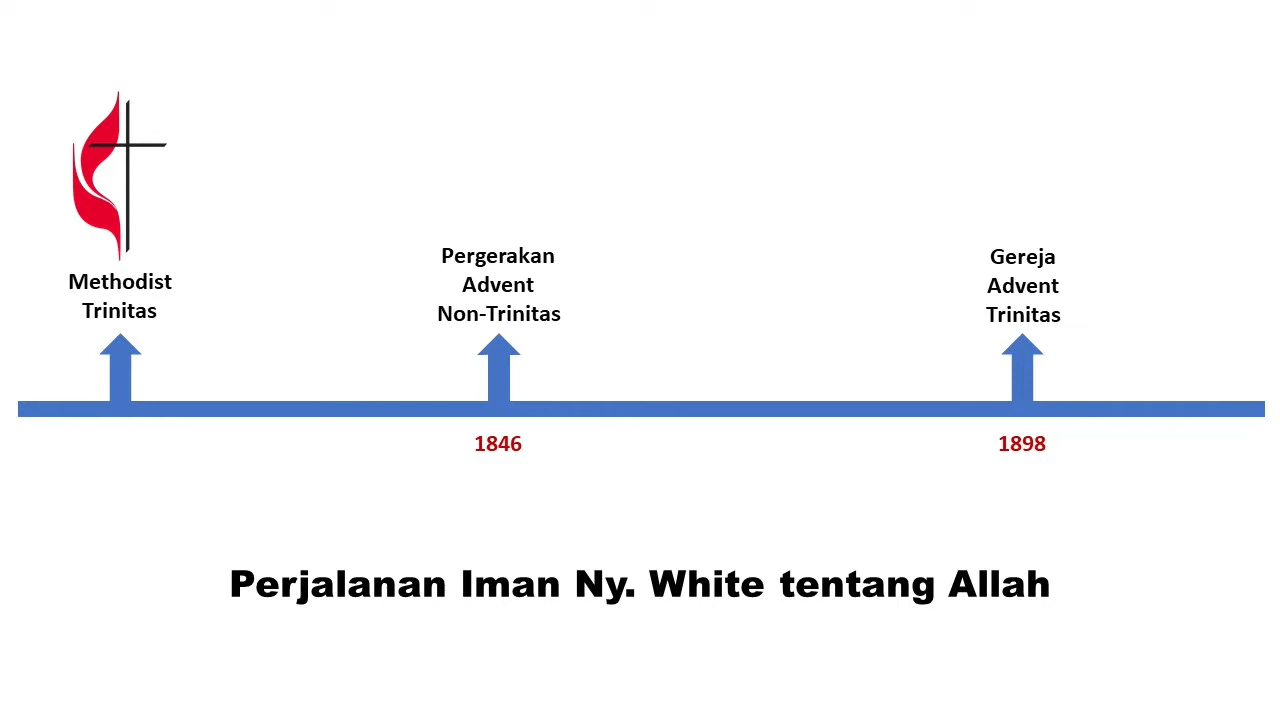 Methodist
Trinitas
Pergerakan
Advent
Non-Trinitas
Gereja
Advent
Trinitas
1846
1898
Perjalanan Iman Ny. White tentang Allah